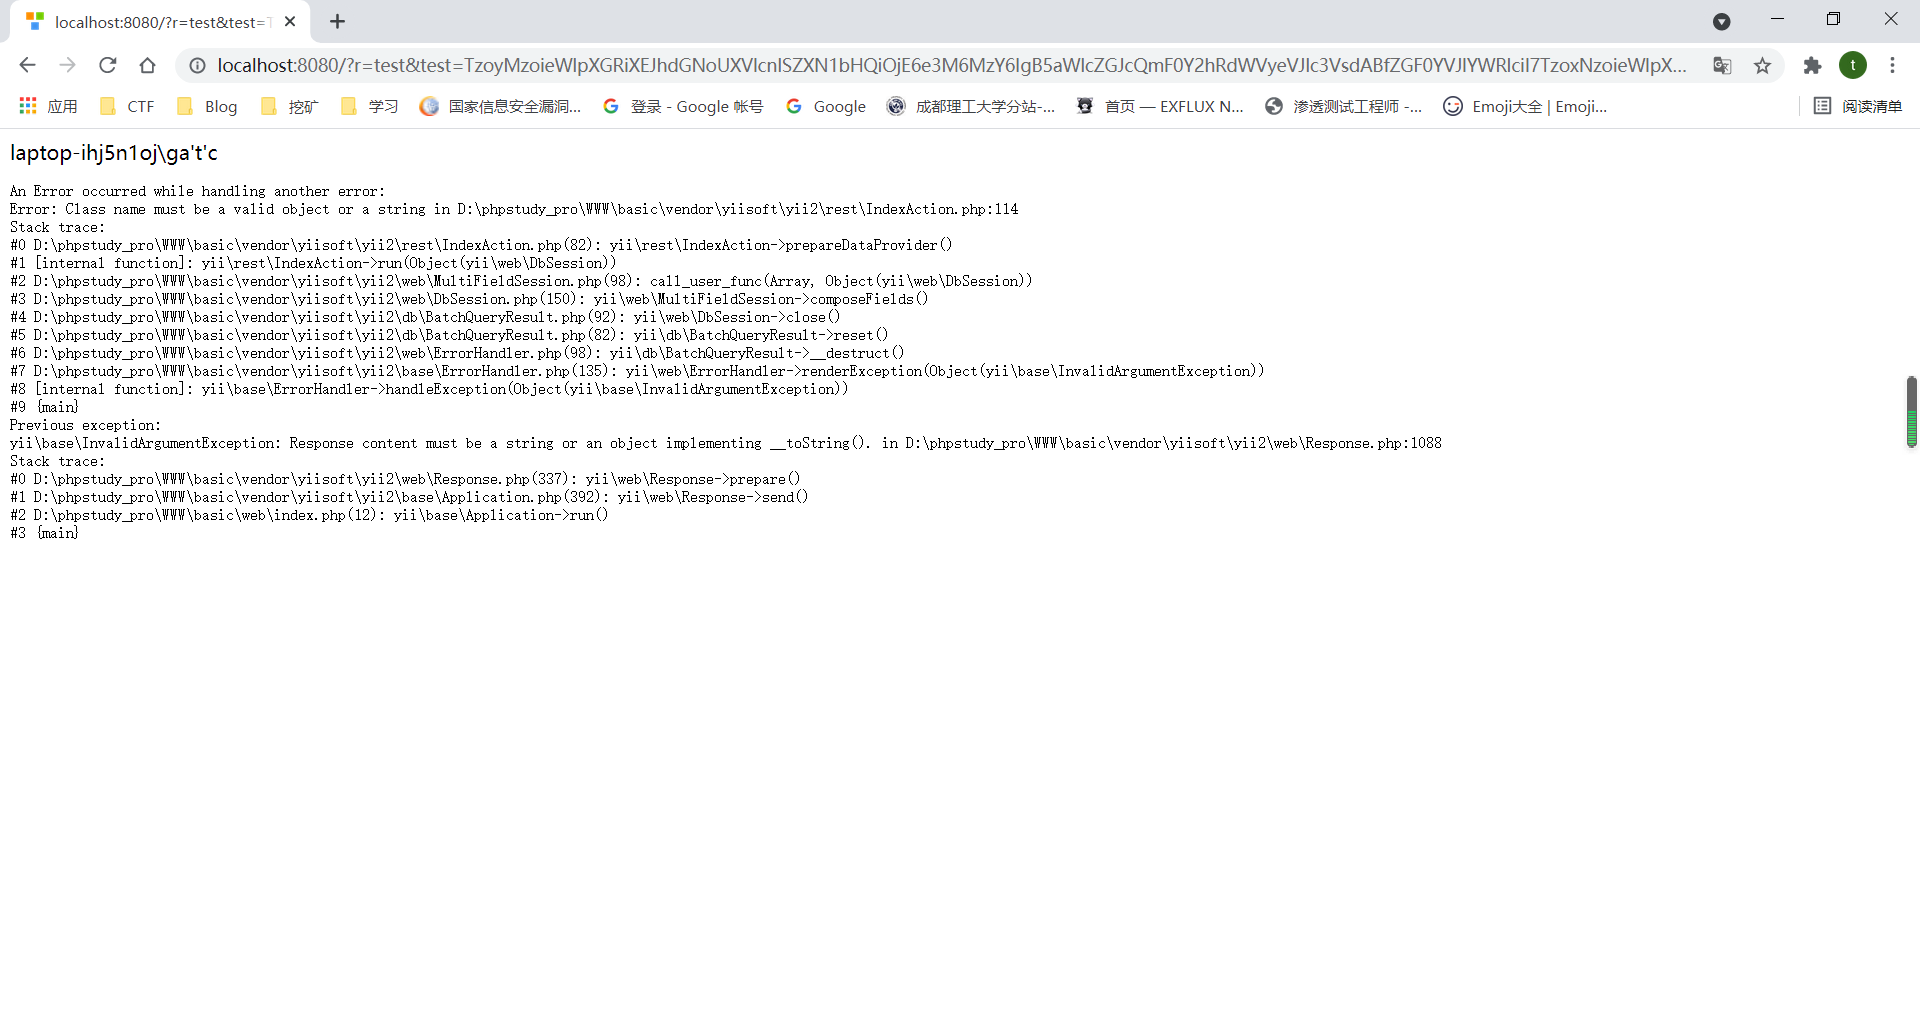 localhost:8080/?r=test&test=T
localhost:8080/?r=test&test=TzoyMzoieWlpXGRiXEJhdGNoUXVlcnlSZXN1bHQiOjE6e3M6MzY6IgB5aWlcZGJcQmF0Y2hRdWVyeVJlc3VsdABfZGF0YVJlYWRlciI7TzoxNzoieWlpX...
t
应用
CTF
Blog
挖矿
学习
国家信息安全漏洞...
登录 - Google 帐号
Google
成都理工大学分站-...
首页 — EXFLUX N...
渗透测试工程师 -...
Emoji大全 | Emoji...
阅读清单
laptop-ihj5n1oj\ga't'c
An Error occurred while handling another error:
Error: Class name must be a valid object or a string in D:\phpstudy_pro\WWW\basic\vendor\yiisoft\yii2\rest\IndexAction.php:114
Stack trace:
#0 D:\phpstudy_pro\WWW\basic\vendor\yiisoft\yii2\rest\IndexAction.php(82): yii\rest\IndexAction->prepareDataProvider()
#1 [internal function]: yii\rest\IndexAction->run(Object(yii\web\DbSession))
#2 D:\phpstudy_pro\WWW\basic\vendor\yiisoft\yii2\web\MultiFieldSession.php(98): call_user_func(Array, Object(yii\web\DbSession))
#3 D:\phpstudy_pro\WWW\basic\vendor\yiisoft\yii2\web\DbSession.php(150): yii\web\MultiFieldSession->composeFields()
#4 D:\phpstudy_pro\WWW\basic\vendor\yiisoft\yii2\db\BatchQueryResult.php(92): yii\web\DbSession->close()
#5 D:\phpstudy_pro\WWW\basic\vendor\yiisoft\yii2\db\BatchQueryResult.php(82): yii\db\BatchQueryResult->reset()
#6 D:\phpstudy_pro\WWW\basic\vendor\yiisoft\yii2\web\ErrorHandler.php(98): yii\db\BatchQueryResult->__destruct()
#7 D:\phpstudy_pro\WWW\basic\vendor\yiisoft\yii2\base\ErrorHandler.php(135): yii\web\ErrorHandler->renderException(Object(yii\base\InvalidArgumentException))
#8 [internal function]: yii\base\ErrorHandler->handleException(Object(yii\base\InvalidArgumentException))
#9 {main}
Previous exception:
yii\base\InvalidArgumentException: Response content must be a string or an object implementing __toString(). in D:\phpstudy_pro\WWW\basic\vendor\yiisoft\yii2\web\Response.php:1088
Stack trace:
#0 D:\phpstudy_pro\WWW\basic\vendor\yiisoft\yii2\web\Response.php(337): yii\web\Response->prepare()
#1 D:\phpstudy_pro\WWW\basic\vendor\yiisoft\yii2\base\Application.php(392): yii\web\Response->send()
#2 D:\phpstudy_pro\WWW\basic\web\index.php(12): yii\base\Application->run()
#3 {main}